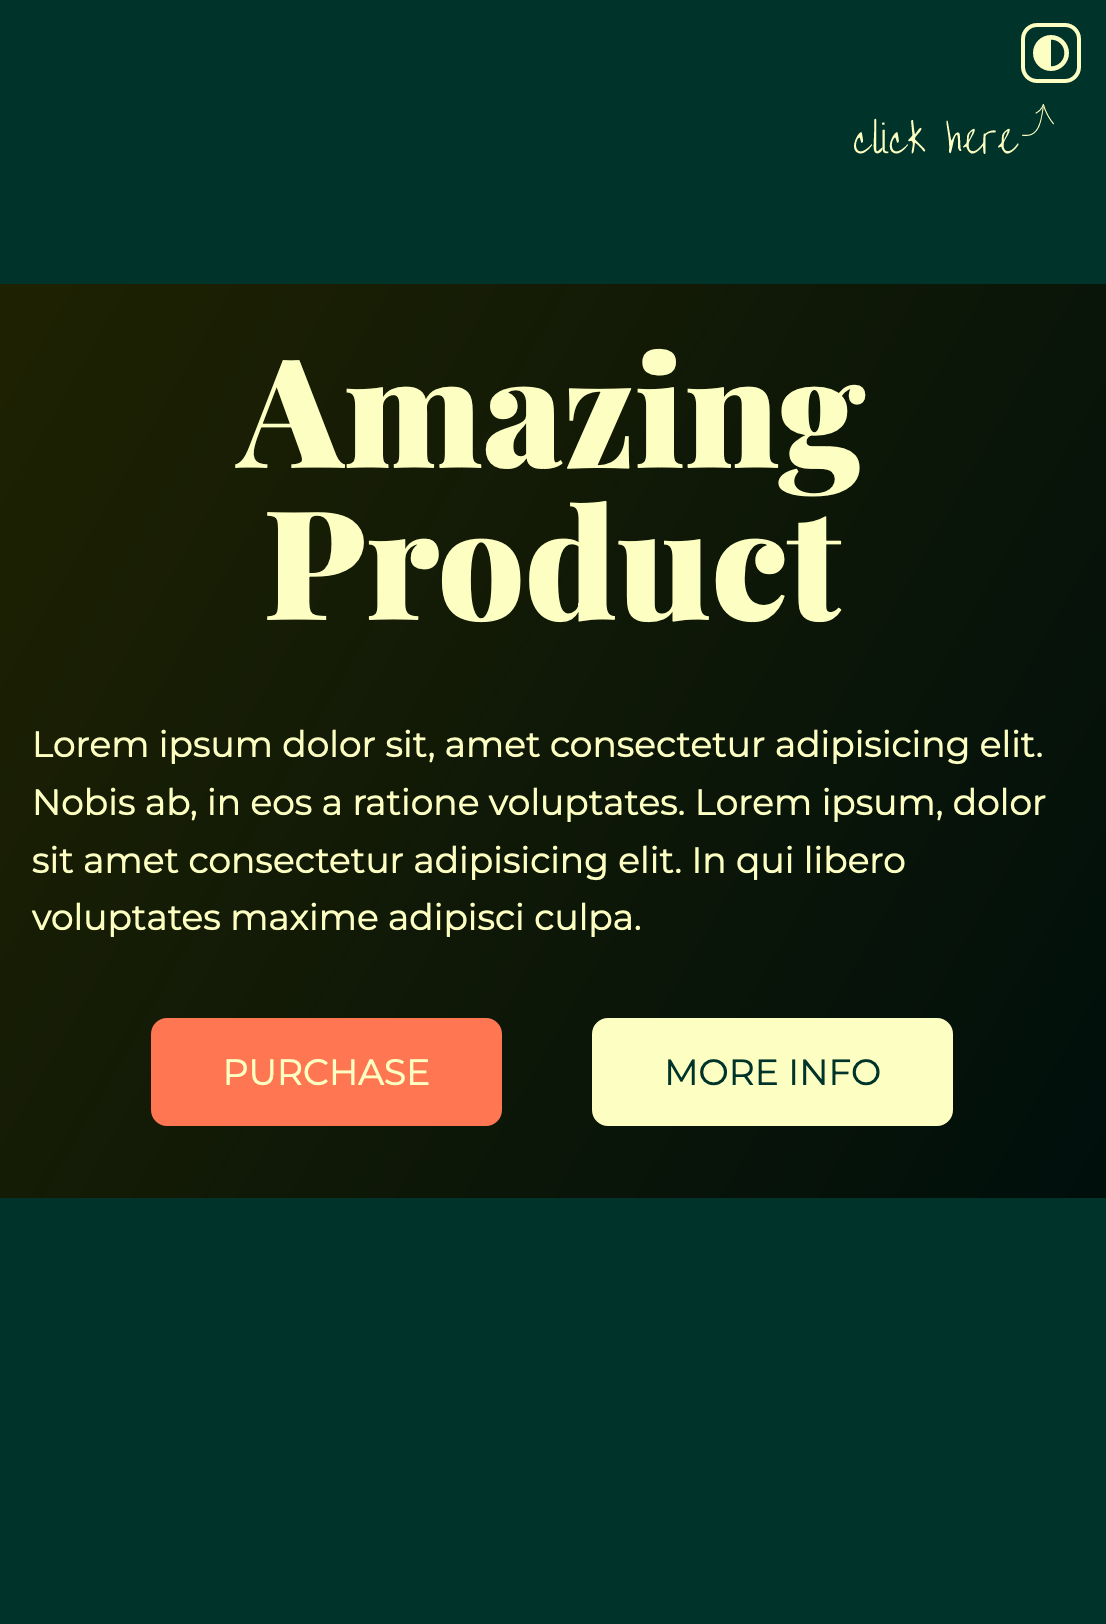 click here
Amazing
Product
Lorem ipsum dolor sit, amet consectetur adipisicing elit.
Nobis ab, in eos a ratione voluptates. Lorem ipsum, dolor
sit amet consectetur adipisicing elit. In qui libero
voluptates maxime adipisci culpa.
PURCHASE
MORE INFO